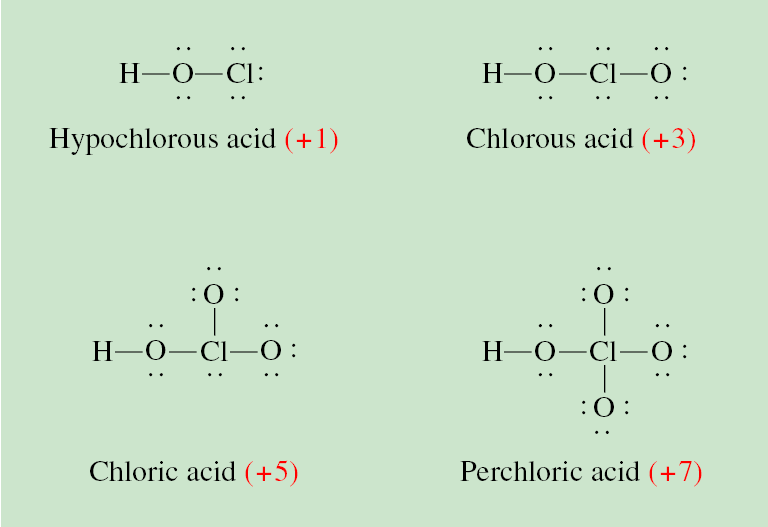 H—O—Cl:
H—O—Cl—O:
Hypochlorous acid (+1)
Chlorous acid (+3)
:O:
:O:
H—O—Cl—O:
H—O—Cl—O:
:O:
Chloric acid (+5)
Perchloric acid (+7)